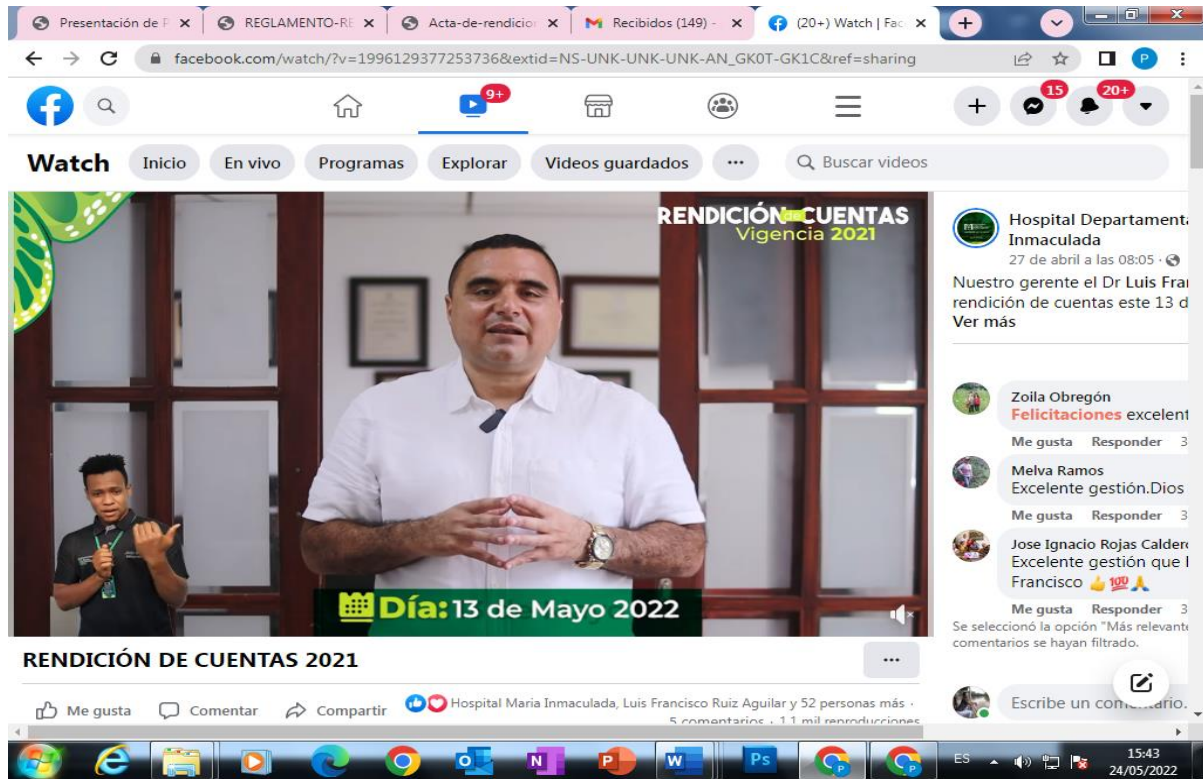 Presentación de P
REGLAMENTO-RE
Acta-de-rendicior
Recibidos (149) -
(20+) Watch | Fac
facebook.com/watch/?v=1996129377253736&extid=NS-UNK-UNK-UNK-AN_GK0T-GK1C&ref=sharing
P
9+
15
20+
Watch
Inicio
En vivo
Programas
Explorar
Videos guardados
Buscar videos
RENDICIÓN de CUENTAS
Vigencia 2021
Día: 13 de Mayo 2022
Hospital Departamenta
Inmaculada
27 de abril a las 08:05 ·
Nuestro gerente el Dr Luis Fran
rendición de cuentas este 13 d
Ver más
Zoila Obregón
Felicitaciones excelent
Me gusta Responder 3
Melva Ramos
Excelente gestión.Dios
Me gusta Responder 3
Jose Ignacio Rojas Caldero
Excelente gestión que
Francisco 👍💯🙏
Me gusta Responder 3
Se seleccionó la opción "Más relevante
comentarios se hayan filtrado.
Escribe un comentario.
RENDICIÓN DE CUENTAS 2021
Me gusta
Comentar
Compartir
Hospital Maria Inmaculada, Luis Francisco Ruiz Aguilar y 52 personas más ·
5 comentarios · 1,1 mil reproducciones
Ps
ES
15:43
24/05/2022